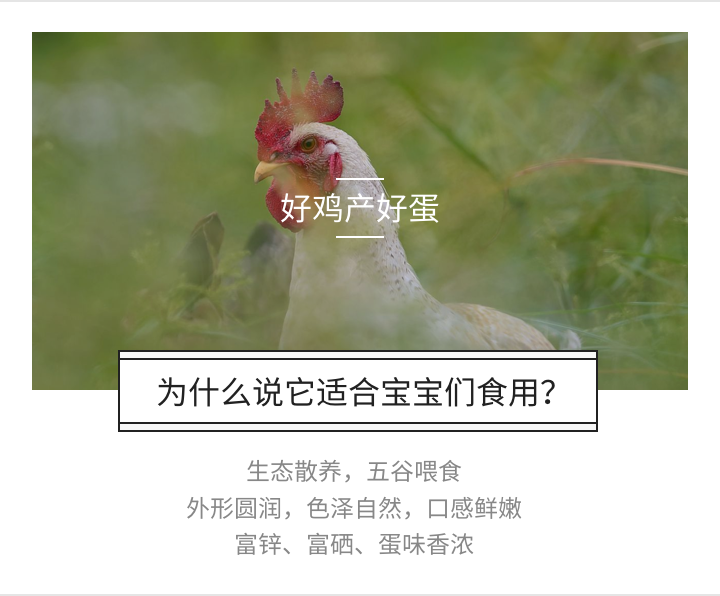 好鸡产好蛋
为什么说它适合宝宝们食用？
生态散养，五谷喂食
外形圆润，色泽自然，口感鲜嫩
富锌、富硒、蛋味香浓